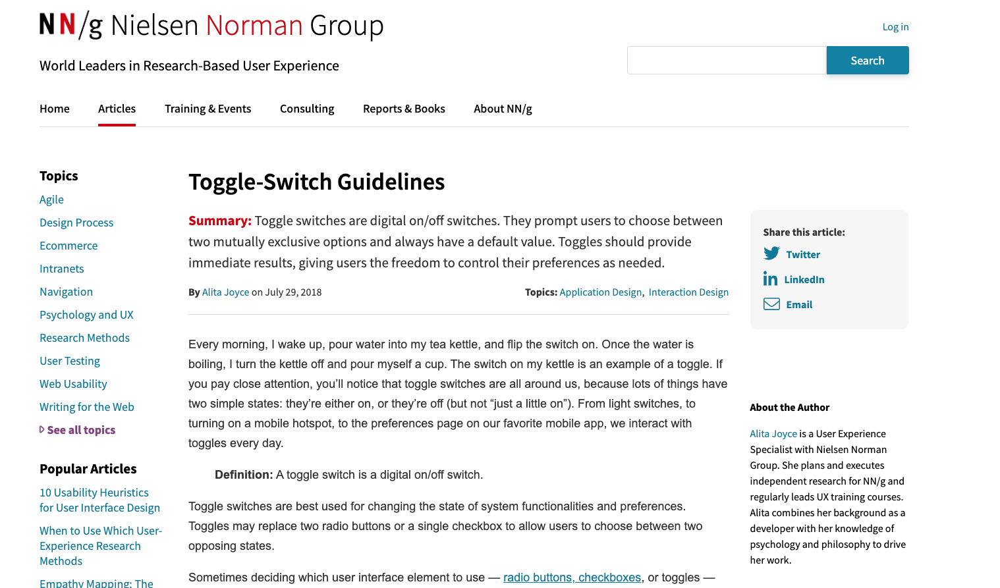 NN/g Nielsen Norman Group
Log in
World Leaders in Research-Based User Experience
Search
Home Articles Training & Events Consulting Reports & Books About NN/g
Topics
Agile
Design Process
Ecommerce
Intranets
Navigation
Psychology and UX
Research Methods
User Testing
Web Usability
Writing for the Web
See all topics
Popular Articles
10 Usability Heuristics
for User Interface Design
When to Use Which User-
Experience Research
Methods
Empathy Mapping: The
Toggle-Switch Guidelines
Summary: Toggle switches are digital on/off switches. They prompt users to choose between
two mutually exclusive options and always have a default value. Toggles should provide
immediate results, giving users the freedom to control their preferences as needed.
By Alita Joyce on July 29, 2018
Topics: Application Design, Interaction Design
Every morning, I wake up, pour water into my tea kettle, and flip the switch on. Once the water is
boiling, I turn the kettle off and pour myself a cup. The switch on my kettle is an example of a toggle. If
you pay close attention, you’ll notice that toggle switches are all around us, because lots of things have
two simple states: they’re either on, or they’re off (but not “just a little on”). From light switches, to
turning on a mobile hotspot, to the preferences page on our favorite mobile app, we interact with
toggles every day.
Definition: A toggle switch is a digital on/off switch.
Toggle switches are best used for changing the state of system functionalities and preferences.
Toggles may replace two radio buttons or a single checkbox to allow users to choose between two
opposing states.
Sometimes deciding which user interface element to use — radio buttons, checkboxes, or toggles —
Share this article:
Twitter
LinkedIn
Email
About the Author
Alita Joyce is a User Experience
Specialist with Nielsen Norman
Group. She plans and executes
independent research for NN/g and
regularly leads UX training courses.
Alita combines her background as a
developer with her knowledge of
psychology and philosophy to drive
her work.